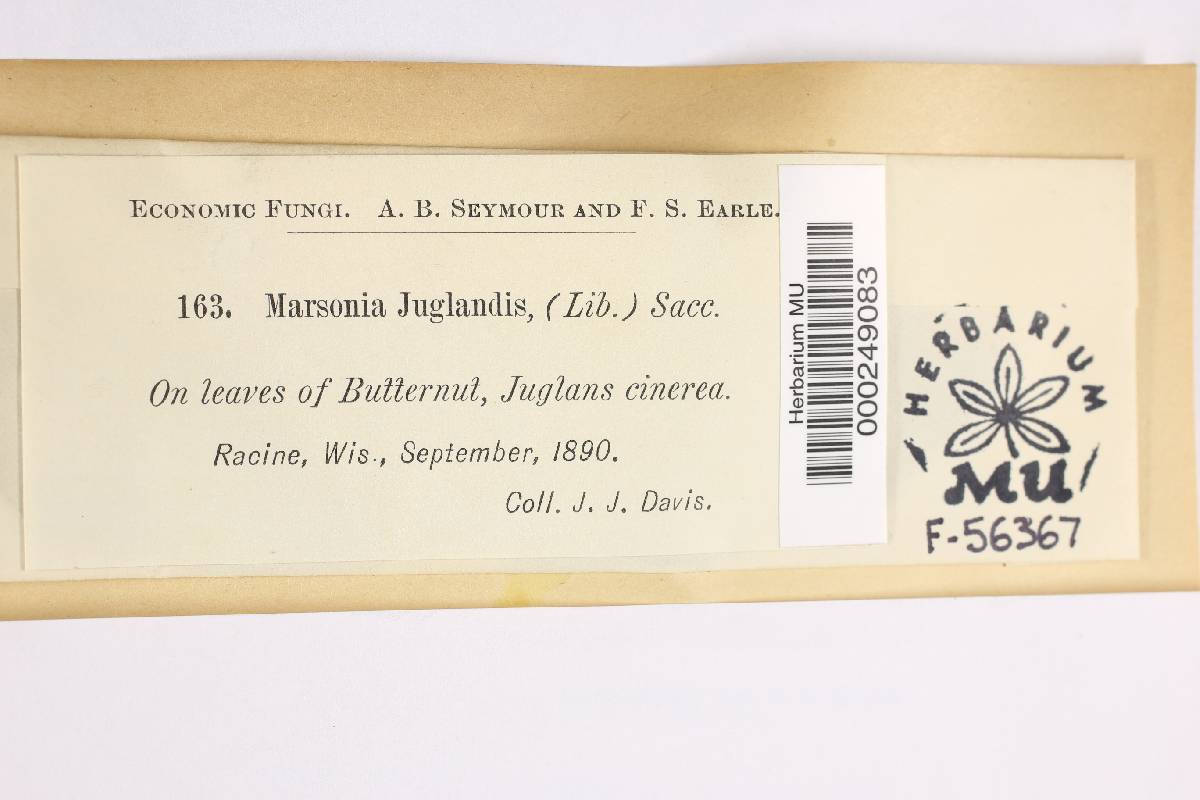 ECONOMIC FUNGI. A. B. SEYMOUR AND F. S. EARLE.
163. Marsonia Juglandis, (Lib.) Sacc.
On leaves of Butternut, Juglans cinerea.
Racine, Wis., September, 1890.
Coll. J. J. Davis.
Herbarium MU
000249083
HERBARIUM
MU
F-56367